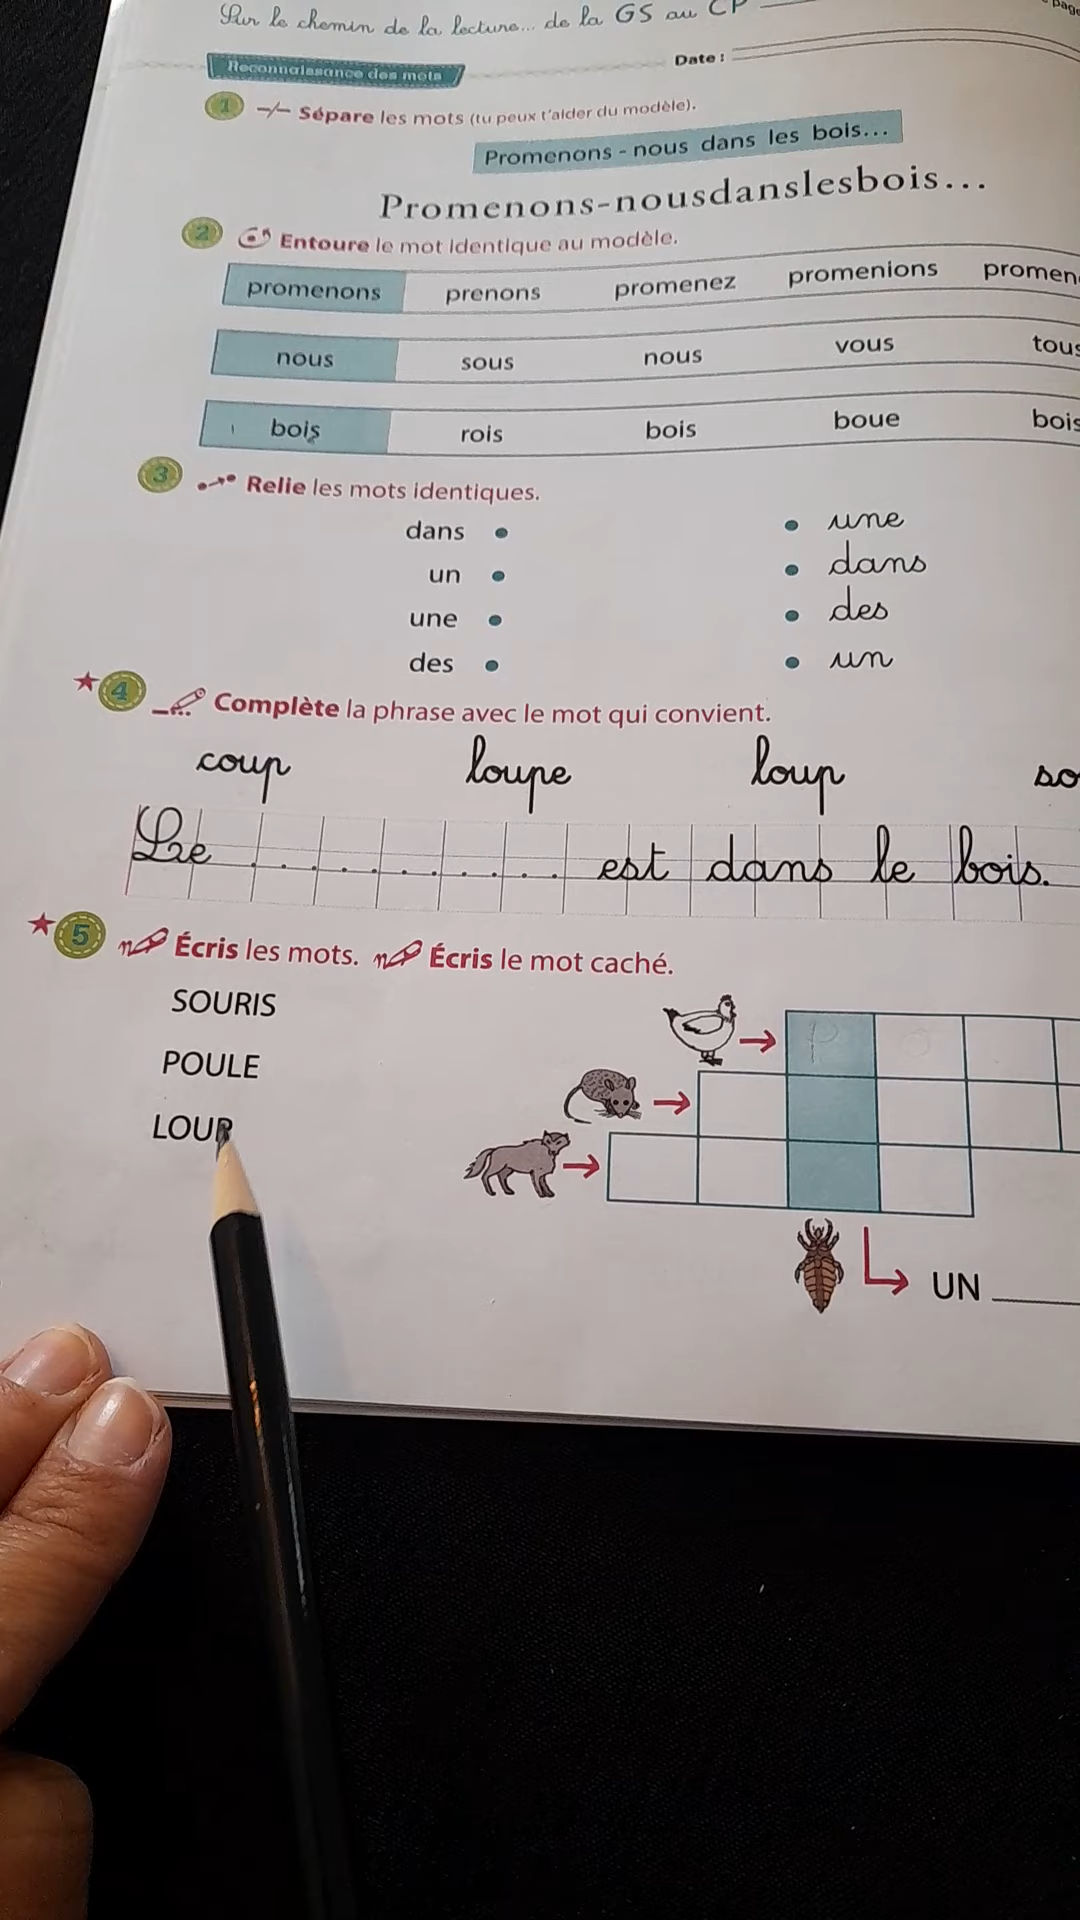 Sur le chemin de la lecture... de la GS au CP
Date :
Reconnaissance des mots
1 Sépare les mots (tu peux t'aider du modèle).
Promenons - nous dans les bois...
Promenons-nousdanslesbois...
2 Entoure le mot identique au modèle.
promenons prenons promenez promenions
nous sous nous vous tous
bois rois bois boue bois
3 Relie les mots identiques.
dans • • une
un • • dans
une • • des
des • • un
4 Complète la phrase avec le mot qui convient.
coup loupe loup
Le .......... est dans le bois.
5 Écris les mots. Écris le mot caché.
SOURIS
POULE
LOUP
P O
UN